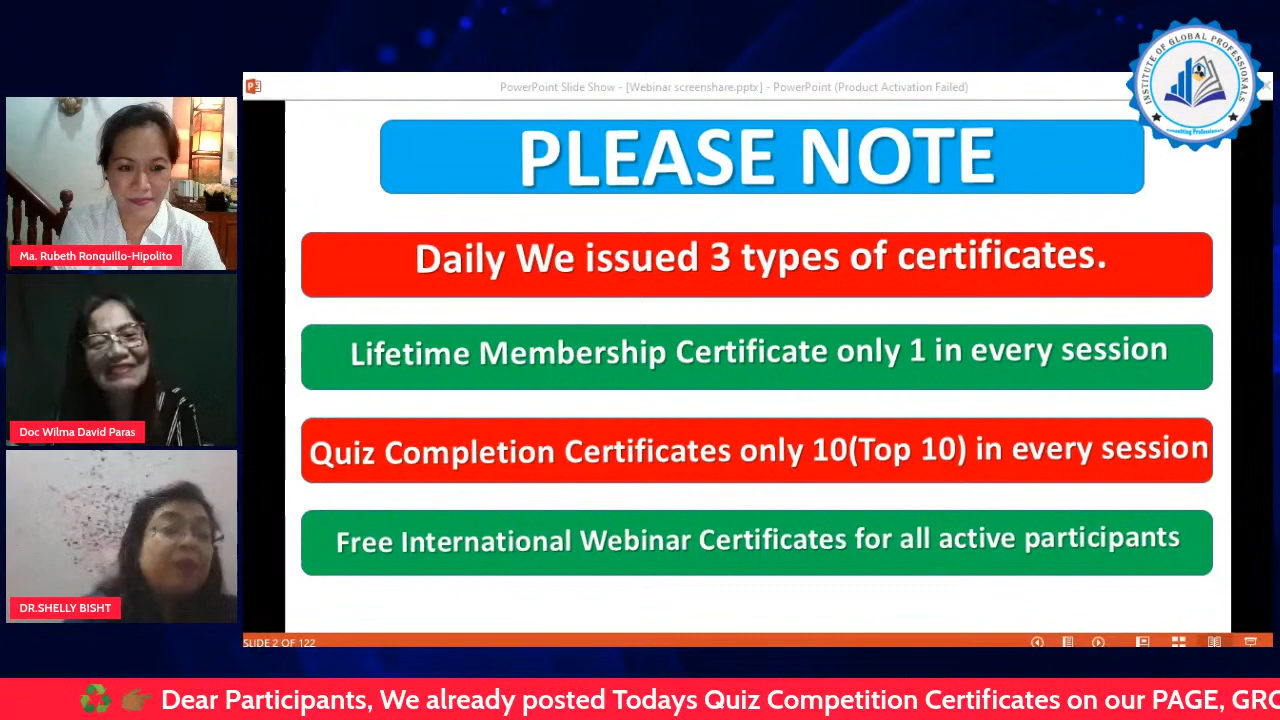 PowerPoint Slide Show - [Webinar screenshare.pptx] - PowerPoint (Product Activation Failed)
INSTITUTE OF GLOBAL PROFESSIONALS
Consulting Professionaers
PLEASE NOTE
Daily We issued 3 types of certificates.
Lifetime Membership Certificate only 1 in every session
Quiz Completion Certificates only 10(Top 10) in every session
Free International Webinar Certificates for all active participants
Ma. Rubeth Ronquillo-Hipolito
Doc Wilma David Paras
DR.SHELLY BISHT
SLIDE 2 OF 122
Dear Participants, We already posted Todays Quiz Competition Certificates on our PAGE, GRO